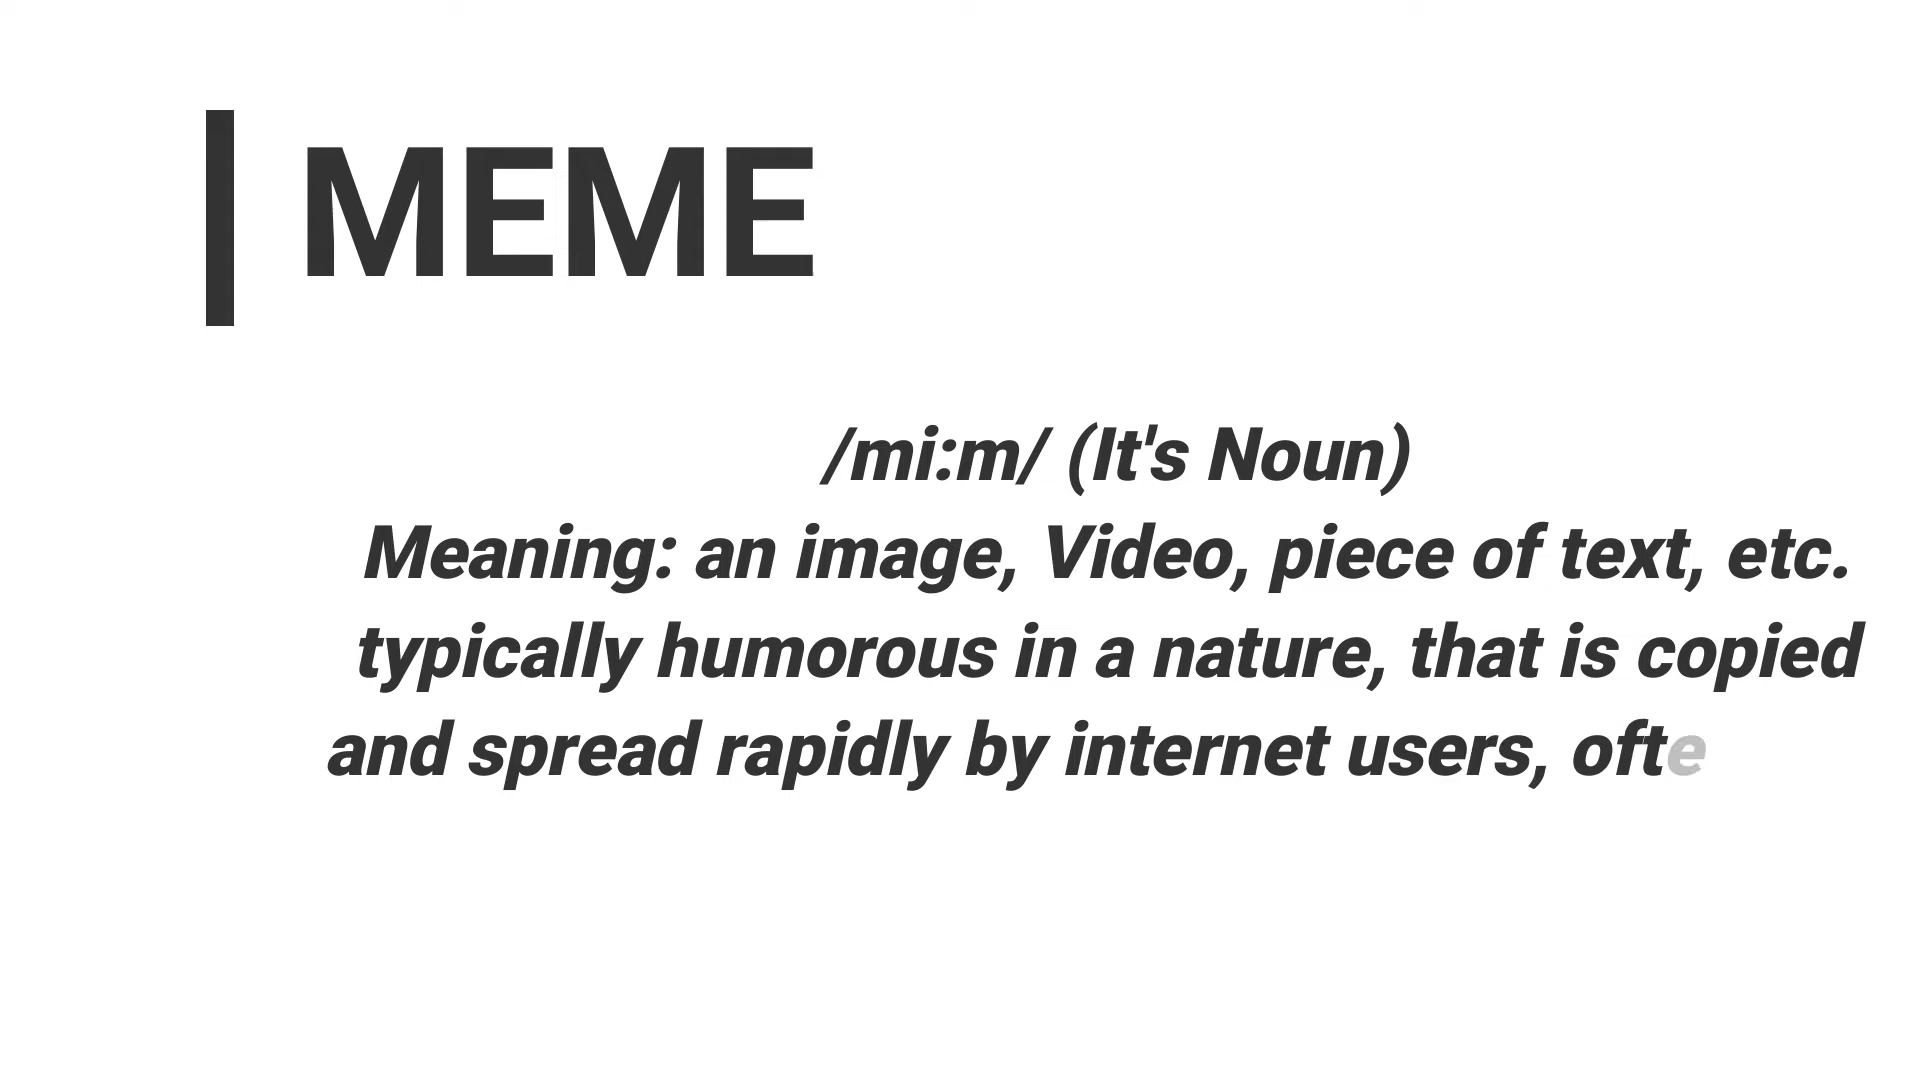 MEME
/mi:m/ (It's Noun)
Meaning: an image, Video, piece of text, etc.
typically humorous in a nature, that is copied
and spread rapidly by internet users, ofte